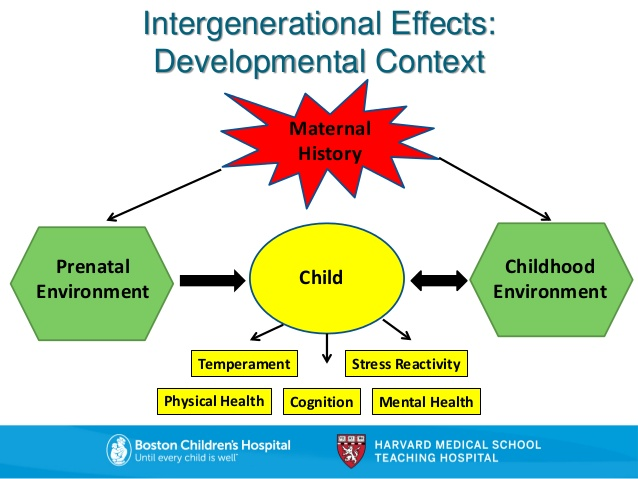 Intergenerational Effects:
Developmental Context
Maternal
History
Prenatal
Environment
Child
Childhood
Environment
Temperament
Stress Reactivity
Physical Health
Cognition
Mental Health
Boston Children's Hospital
Until every child is well™
HARVARD MEDICAL SCHOOL
TEACHING HOSPITAL